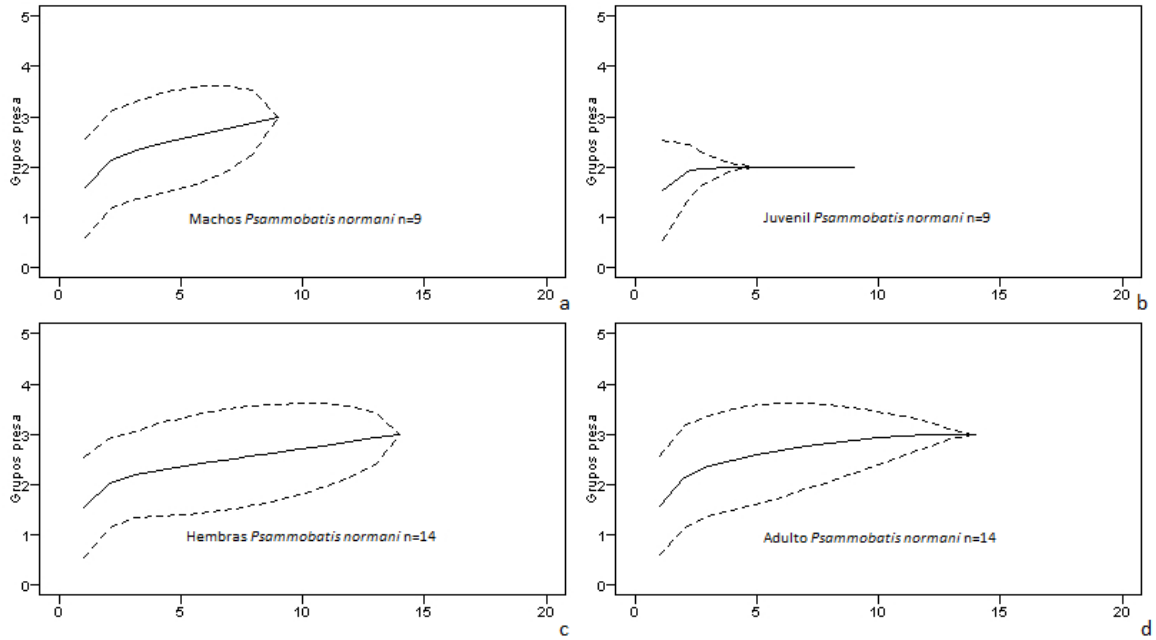 5
4
3
2
1
0
Grupos presa
Machos Psammobatis normani n=9
0 5 10 15 20
a
5
4
3
2
1
0
Grupos presa
Juvenil Psammobatis normani n=9
0 5 10 15 20
b
5
4
3
2
1
0
Grupos presa
Hembras Psammobatis normani n=14
0 5 10 15 20
c
5
4
3
2
1
0
Grupos presa
Adulto Psammobatis normani n=14
0 5 10 15 20
d